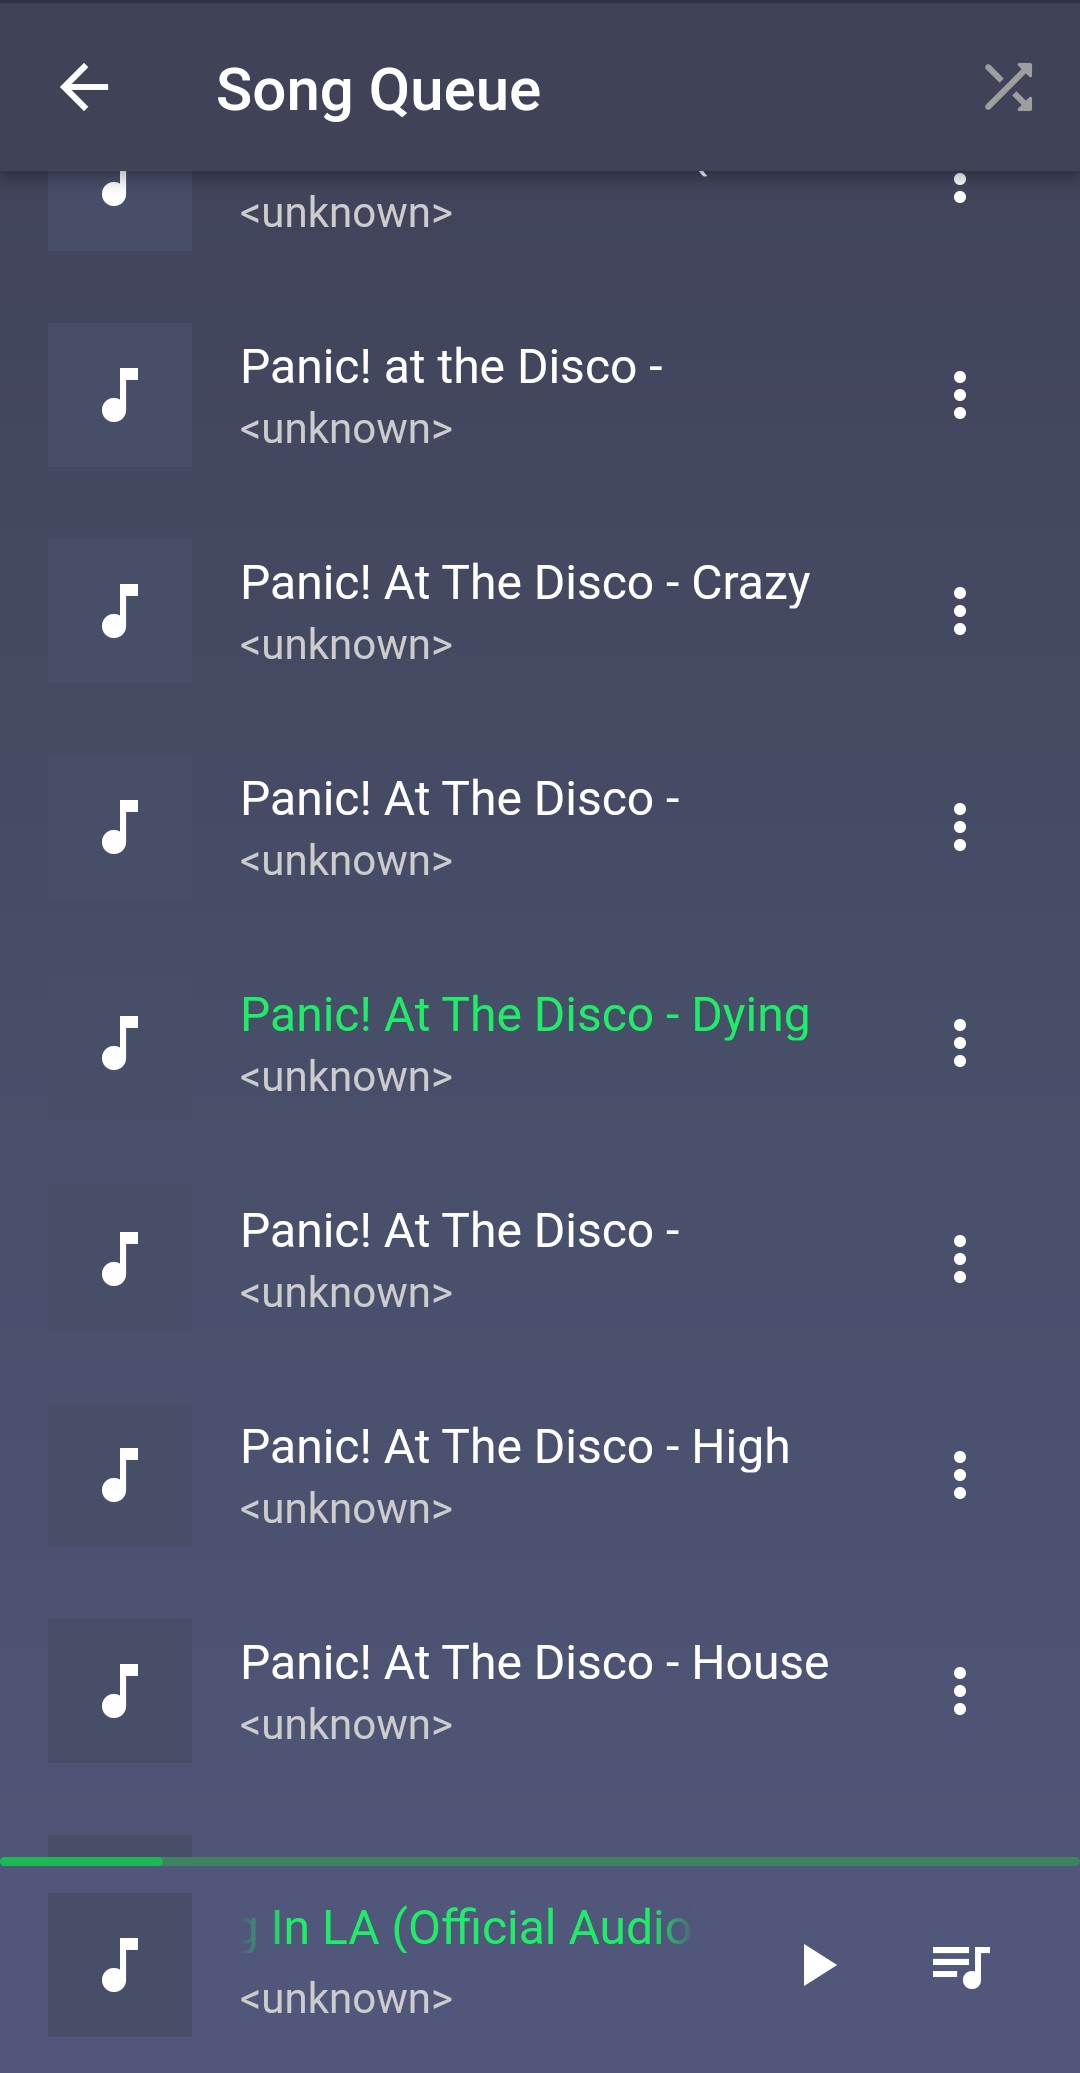 Song Queue
<unknown>
Panic! at the Disco -
<unknown>
Panic! At The Disco - Crazy
<unknown>
Panic! At The Disco -
<unknown>
Panic! At The Disco - Dying
<unknown>
Panic! At The Disco -
<unknown>
Panic! At The Disco - High
<unknown>
Panic! At The Disco - House
<unknown>
g In LA (Official Audio
<unknown>